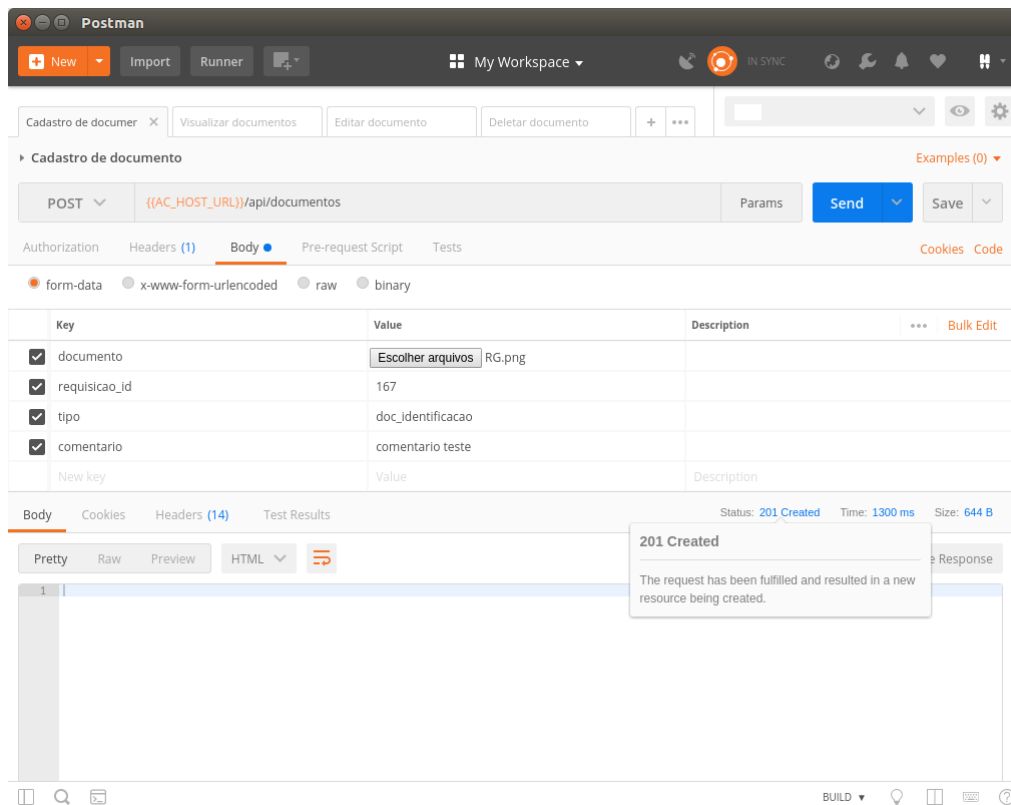 Postman
New Import Runner My Workspace IN SYNC
Cadastro de documer Visualizar documentos Editar documento Deletar documento + •••
Cadastro de documento Examples (0)
POST {{AC_HOST_URL}}/api/documentos Params Send Save
Authorization Headers (1) Body Pre-request Script Tests Cookies Code
form-data x-www-form-urlencoded raw binary
Key Value Description ••• Bulk Edit
documento Escolher arquivos RG.png
requisicao_id 167
tipo doc_identificacao
comentario comentario teste
New key Value Description
Body Cookies Headers (14) Test Results Status: 201 Created Time: 1300 ms Size: 644 B
Pretty Raw Preview HTML e Response
201 Created
The request has been fulfilled and resulted in a new
resource being created.
1
BUILD